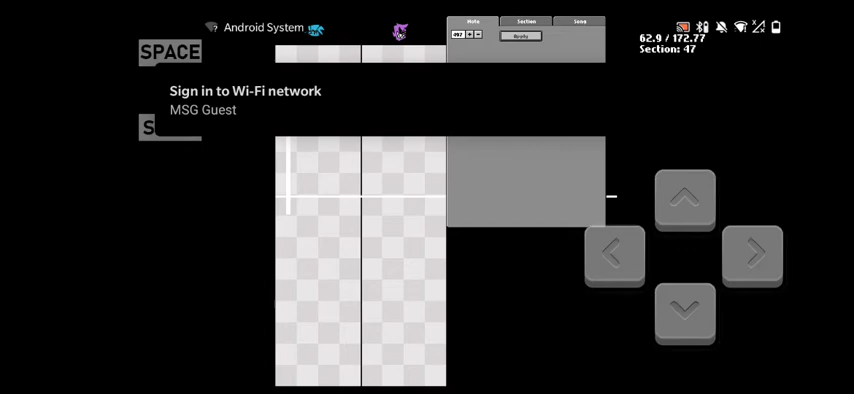 Android System
SPACE
Note Section Song
497 + - Apply
62.9 / 172.77
Section: 47
Sign in to Wi-Fi network
MSG Guest
S